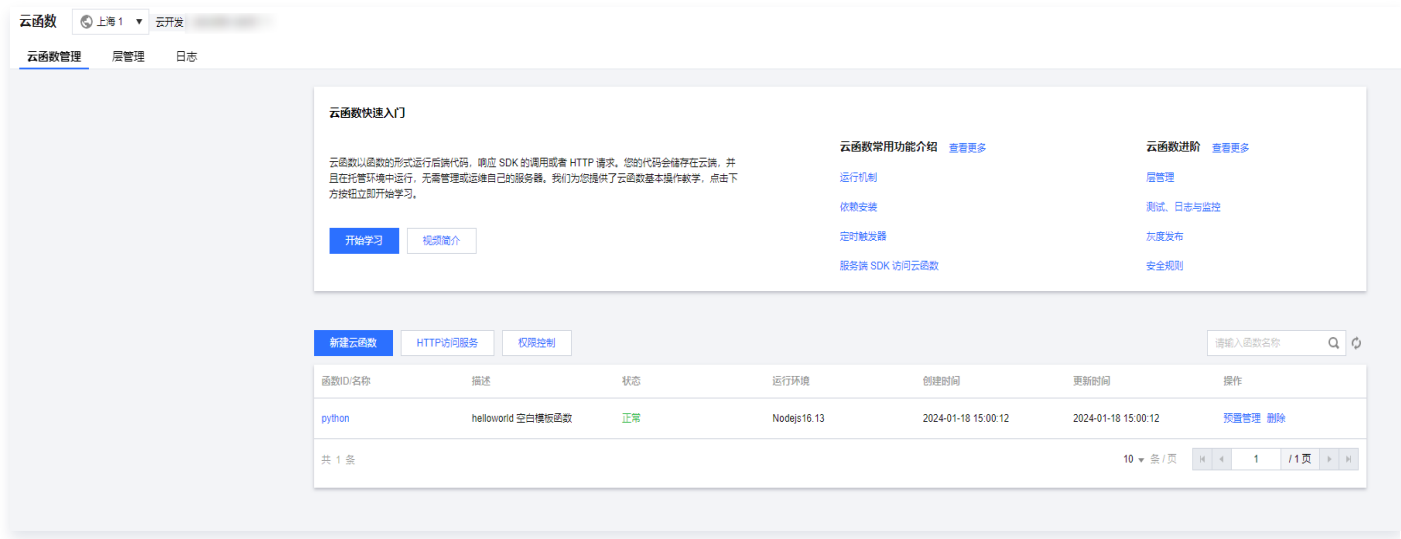 云函数 上海 1 云开发
云函数管理 层管理 日志
云函数快速入门
云函数以函数的形式运行后端代码，响应 SDK 的调用或者 HTTP 请求。您的代码会储存在云端，并
且在托管环境中运行，无需管理或运维自己的服务器。我们为您提供了云函数基本操作教学，点击下
方按钮立即开始学习。
开始学习 视频简介
云函数常用功能介绍 查看更多
运行机制
依赖安装
定时触发器
服务端 SDK 访问云函数
云函数进阶 查看更多
层管理
测试、日志与监控
灰度发布
安全规则
新建云函数 HTTP访问服务 权限控制 请输入函数名称
函数ID/名称 描述 状态 运行环境 创建时间 更新时间 操作
python helloworld 空白模板函数 正常 Nodejs16.13 2024-01-18 15:00:12 2024-01-18 15:00:12 预置管理 删除
共 1 条 10 条 / 页 1 / 1 页